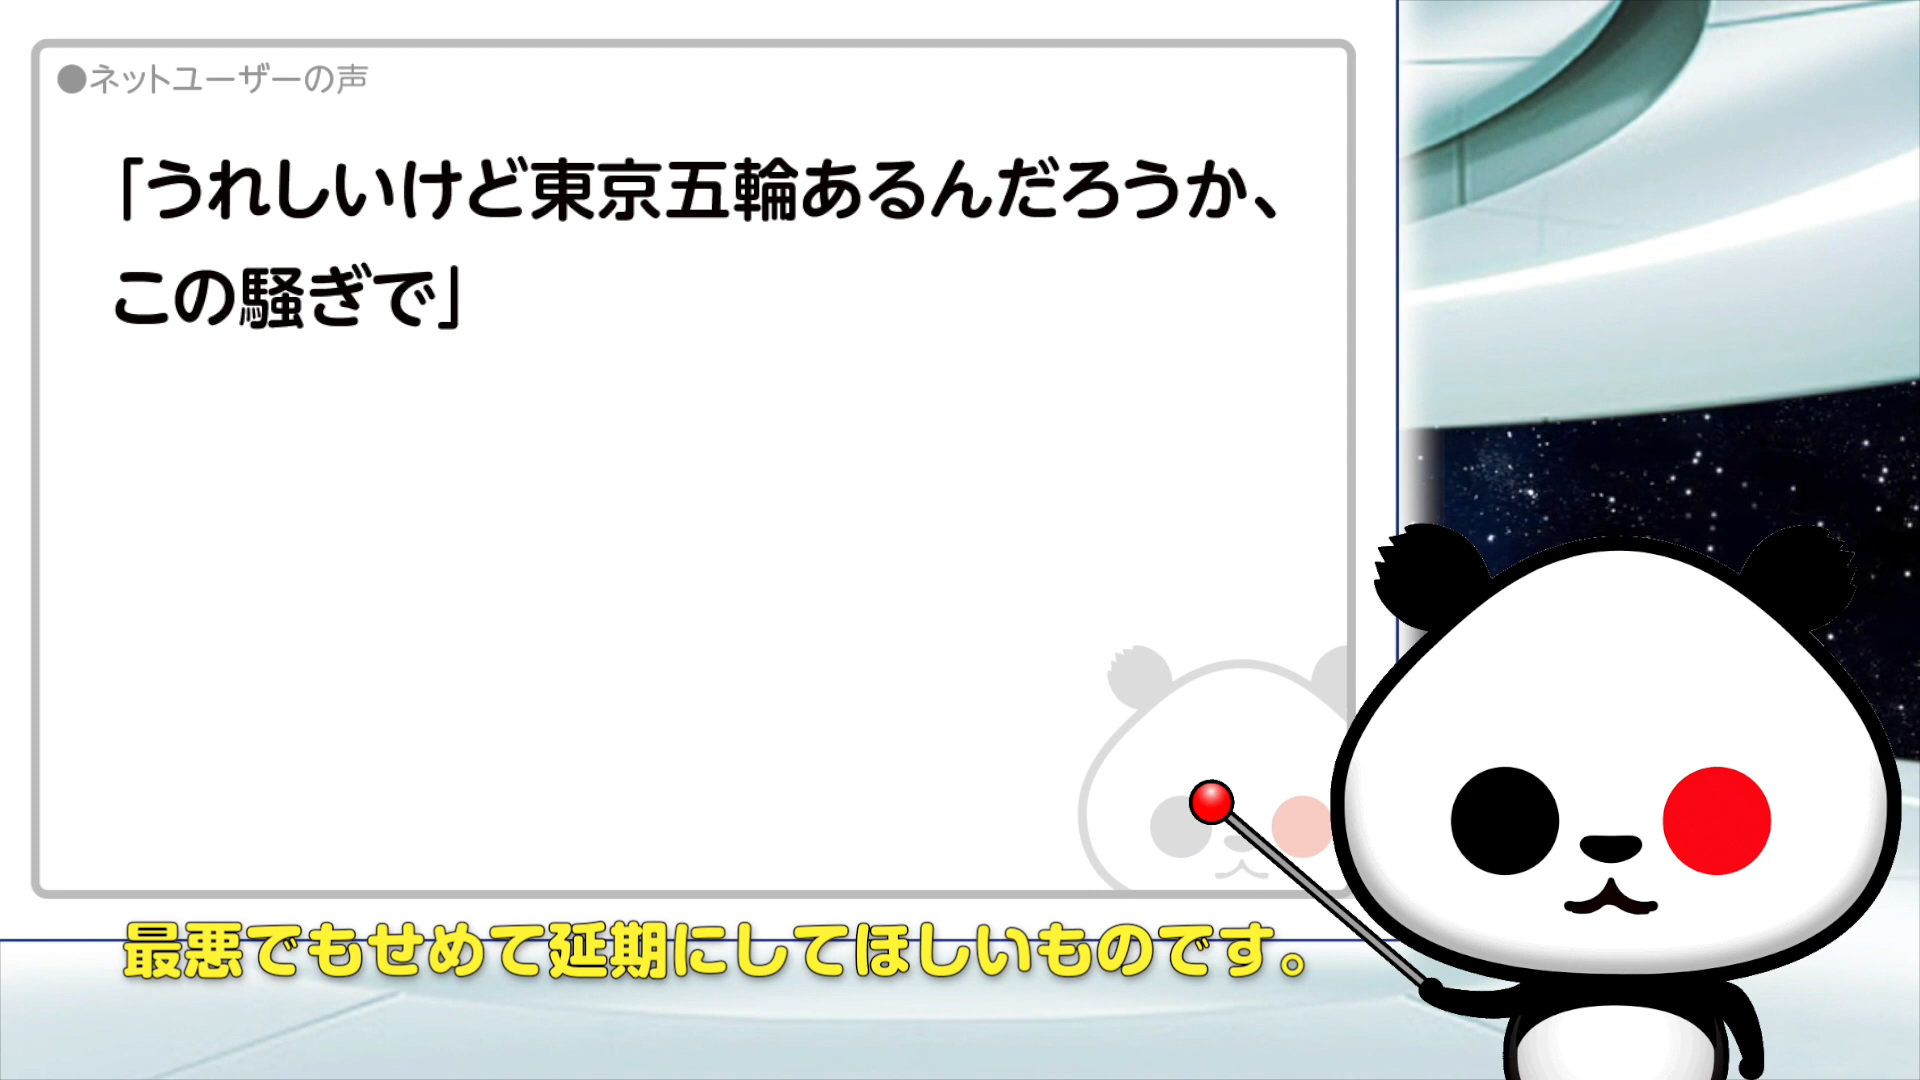 ●ネットユーザーの声
「うれしいけど東京五輪あるんだろうか、
この騒ぎで」
最悪でもせめて延期にしてほしいものです。